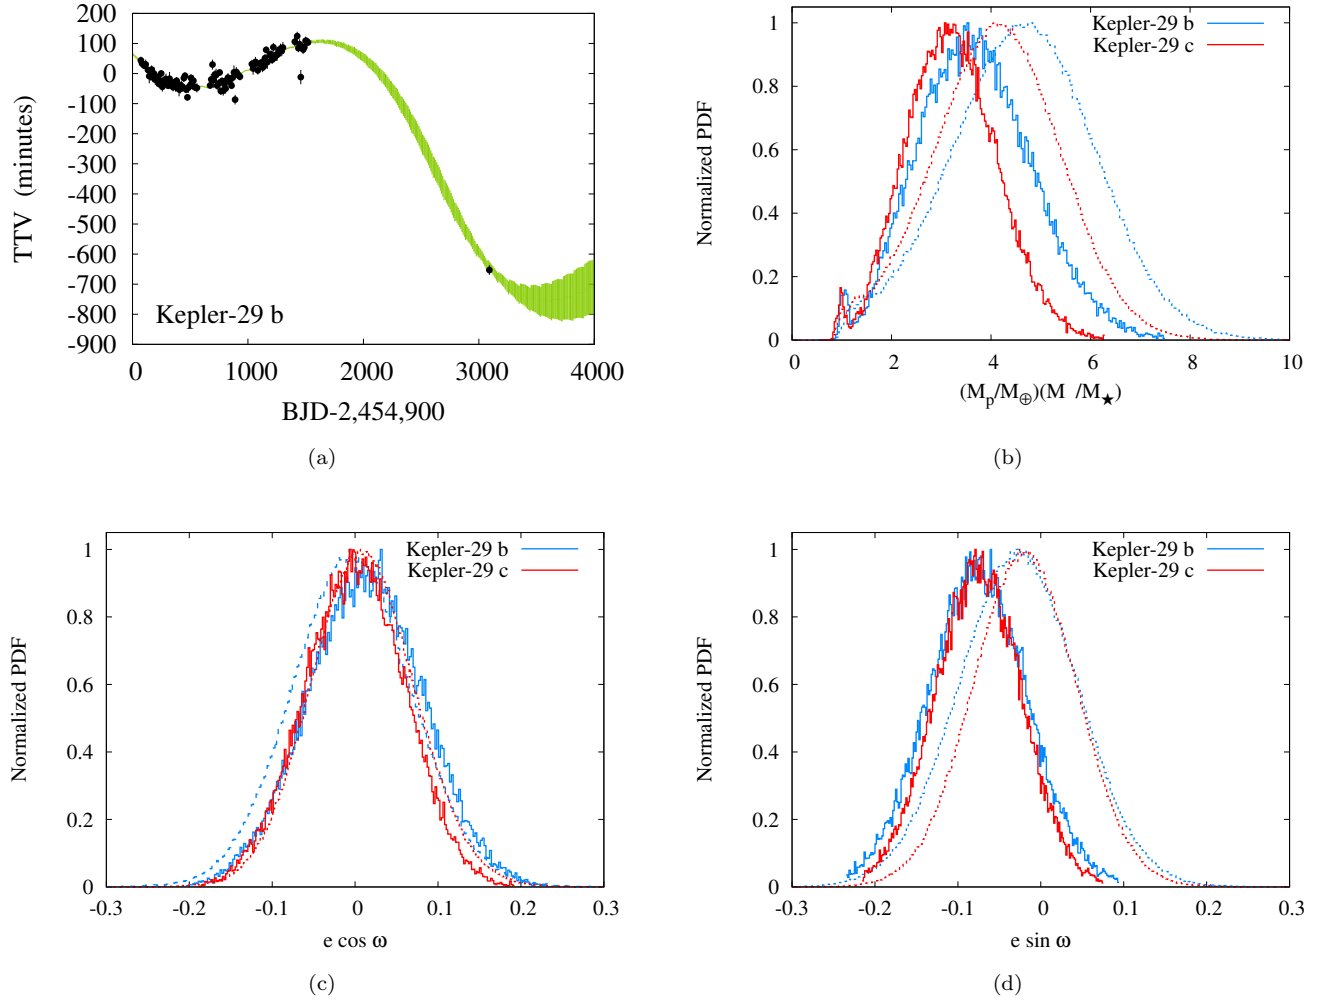 200
100
0
-100
-200
-300
-400
-500
-600
-700
-800
-900
TTV (minutes)
Kepler-29 b
0 1000 2000 3000 4000
BJD-2,454,900
(a)
Kepler-29 b
Kepler-29 c
1
0.8
0.6
0.4
0.2
0
Normalized PDF
0 2 4 6 8 10
(M_p/M_⊕)(M /M_★)
(b)
Kepler-29 b
Kepler-29 c
1
0.8
0.6
0.4
0.2
0
Normalized PDF
-0.3 -0.2 -0.1 0 0.1 0.2 0.3
e cos ω
(c)
Kepler-29 b
Kepler-29 c
1
0.8
0.6
0.4
0.2
0
Normalized PDF
-0.3 -0.2 -0.1 0 0.1 0.2 0.3
e sin ω
(d)